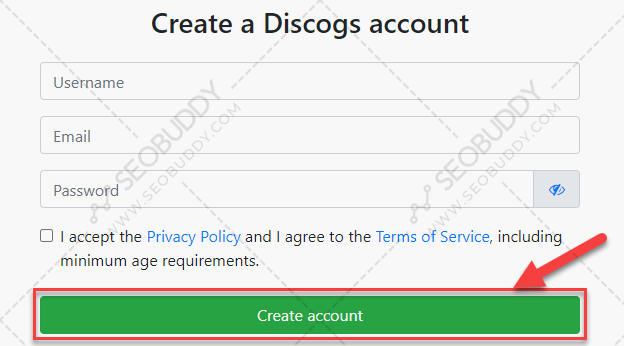 Create a Discogs account
Username
Email
Password
I accept the Privacy Policy and I agree to the Terms of Service, including
minimum age requirements.
Create account
SEOBUDDY
WWW.SEOBUDDY.COM
SEOBUDDY
WWW.SEOBUDDY.COM